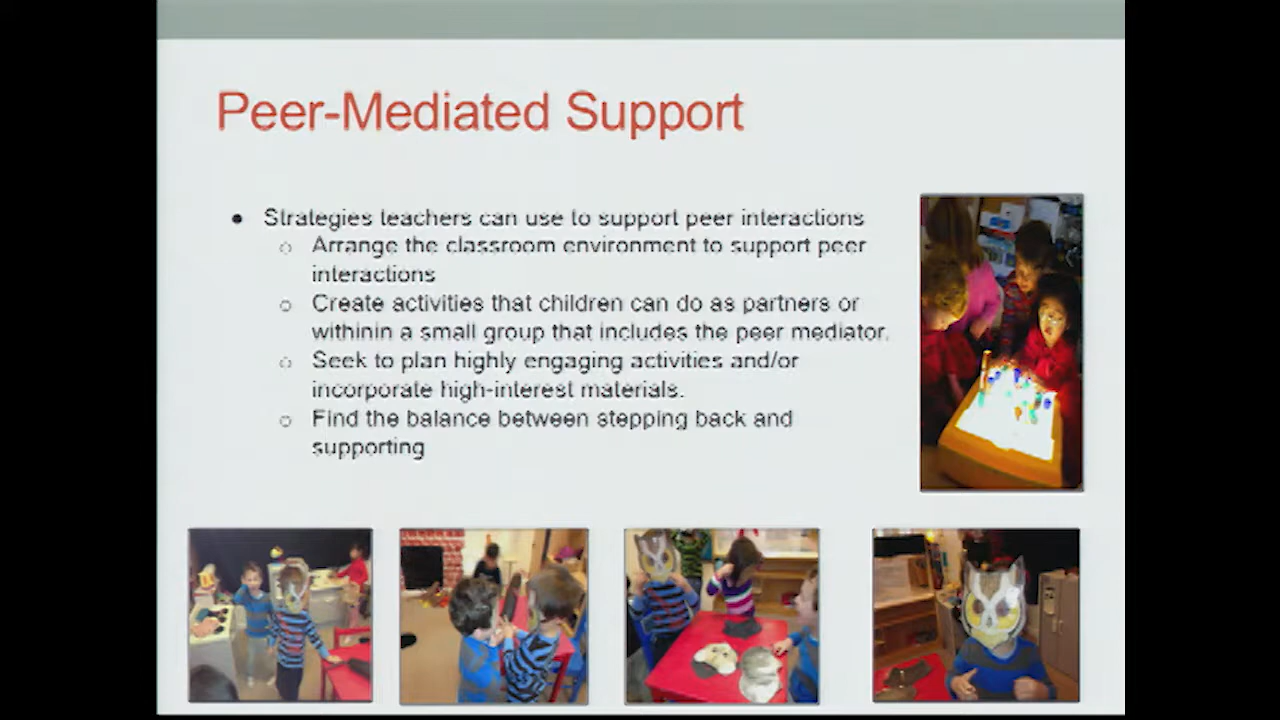 Peer-Mediated Support
● Strategies teachers can use to support peer interactions
○ Arrange the classroom environment to support peer
interactions
○ Create activities that children can do as partners or
withinin a small group that includes the peer mediator.
○ Seek to plan highly engaging activities and/or
incorporate high-interest materials.
○ Find the balance between stepping back and
supporting